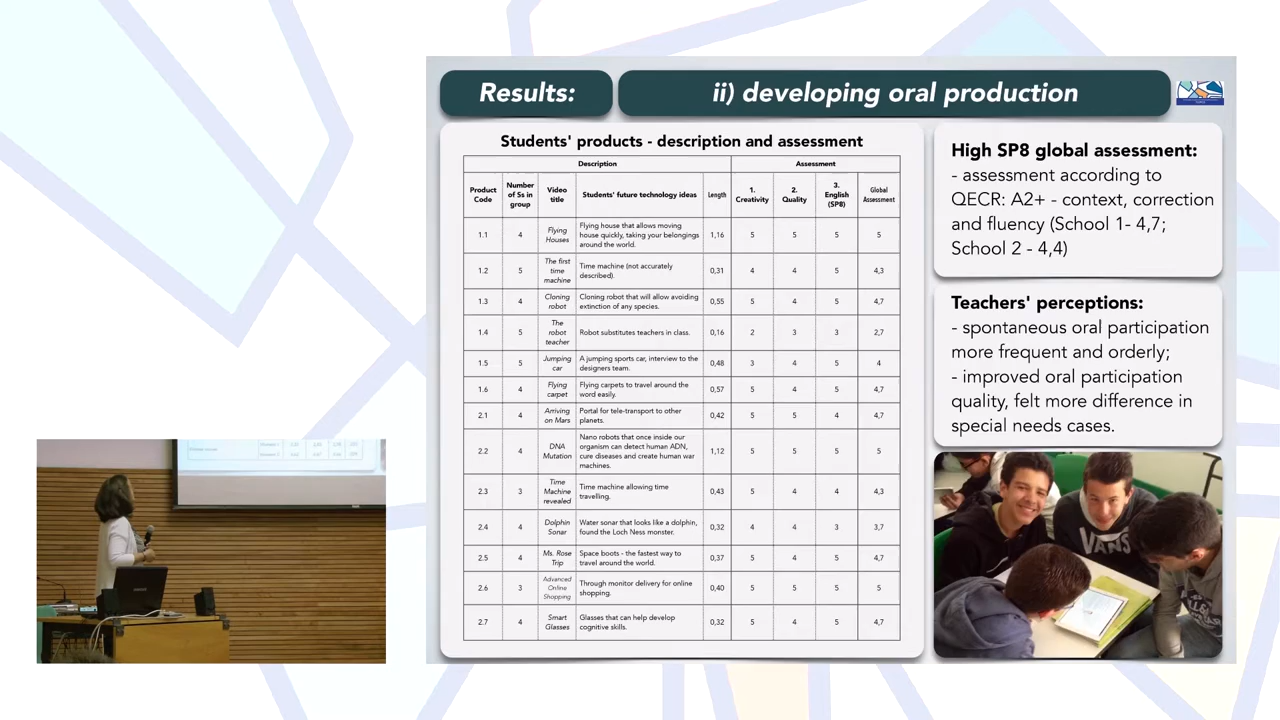 Results:
ii) developing oral production
Students' products - description and assessment
Description
Assessment
Product Code
Number of Ss in group
Video title
Students' future technology ideas
Length
1. Creativity
2. Quality
3. English (SP8)
Global Assessment
1.1 4 Flying Houses Flying house that allows moving house quickly, taking your belongings around the world. 1,16 5 5 5 5
1.2 5 The first time machine Time machine (not accurately described). 0,31 4 4 5 4,3
1.3 4 Cloning robot Cloning robot that will allow avoiding extinction of any species. 0,55 5 4 5 4,7
1.4 5 The robot teacher Robot substitutes teachers in class. 0,16 2 3 3 2,7
1.5 5 Jumping car A jumping sports car, interview to the designers team. 0,48 3 4 5 4
1.6 4 Flying carpet Flying carpets to travel around the word easily. 0,57 5 4 5 4,7
2.1 4 Arriving on Mars Portal for tele-transport to other planets. 0,42 5 5 4 4,7
2.2 4 DNA Mutation Nano robots that once inside our organism can detect human ADN, cure diseases and create human war machines. 1,12 5 5 5 5
2.3 3 Time Machine revealed Time machine allowing time travelling. 0,43 5 4 4 4,3
2.4 4 Dolphin Sonar Water sonar that looks like a dolphin, found the Loch Ness monster. 0,32 4 4 3 3,7
2.5 4 Ms. Rose Trip Space boots - the fastest way to travel around the world. 0,37 5 4 5 4,7
2.6 3 Advanced Online Shopping Through monitor delivery for online shopping. 0,40 5 5 5 5
2.7 4 Smart Glasses Glasses that can help develop cognitive skills. 0,32 5 4 5 4,7
High SP8 global assessment:
- assessment according to
QECR: A2+ - context, correction
and fluency (School 1- 4,7;
School 2 - 4,4)
Teachers' perceptions:
- spontaneous oral participation
more frequent and orderly;
- improved oral participation
quality, felt more difference in
special needs cases.
VANS